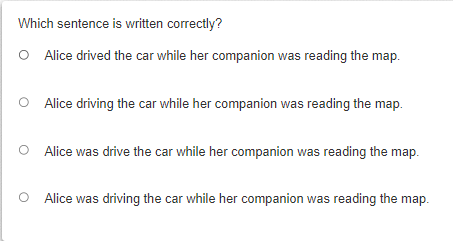 Which sentence is written correctly?
Alice drived the car while her companion was reading the map.
Alice driving the car while her companion was reading the map.
Alice was drive the car while her companion was reading the map.
Alice was driving the car while her companion was reading the map.